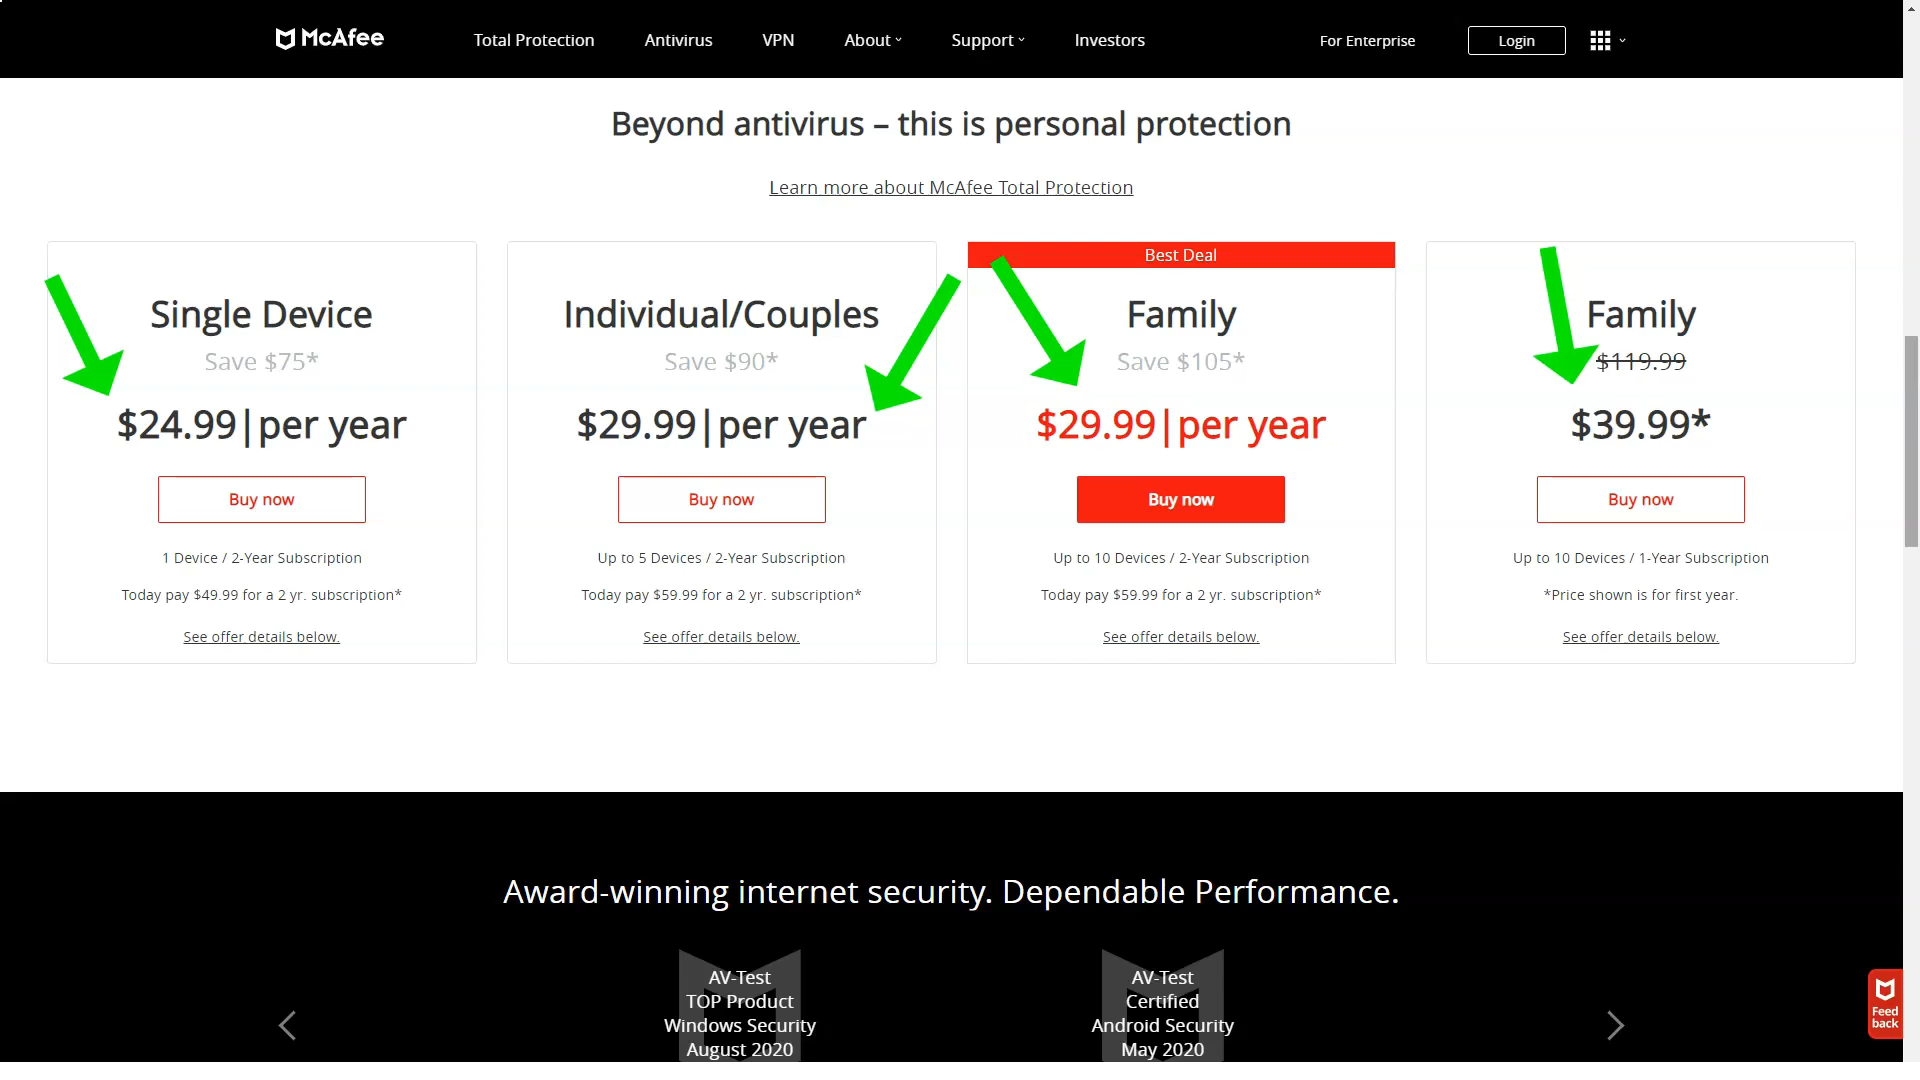 McAfee
Total Protection
Antivirus
VPN
About
Support
Investors
For Enterprise
Login
Beyond antivirus – this is personal protection
Learn more about McAfee Total Protection
Single Device
Save $75*
$24.99|per year
Buy now
1 Device / 2-Year Subscription
Today pay $49.99 for a 2 yr. subscription*
See offer details below.
Individual/Couples
Save $90*
$29.99|per year
Buy now
Up to 5 Devices / 2-Year Subscription
Today pay $59.99 for a 2 yr. subscription*
See offer details below.
Best Deal
Family
Save $105*
$29.99|per year
Buy now
Up to 10 Devices / 2-Year Subscription
Today pay $59.99 for a 2 yr. subscription*
See offer details below.
Family
$119.99
$39.99*
Buy now
Up to 10 Devices / 1-Year Subscription
*Price shown is for first year.
See offer details below.
Award-winning internet security. Dependable Performance.
AV-Test
TOP Product
Windows Security
August 2020
AV-Test
Certified
Android Security
May 2020
Feed
back